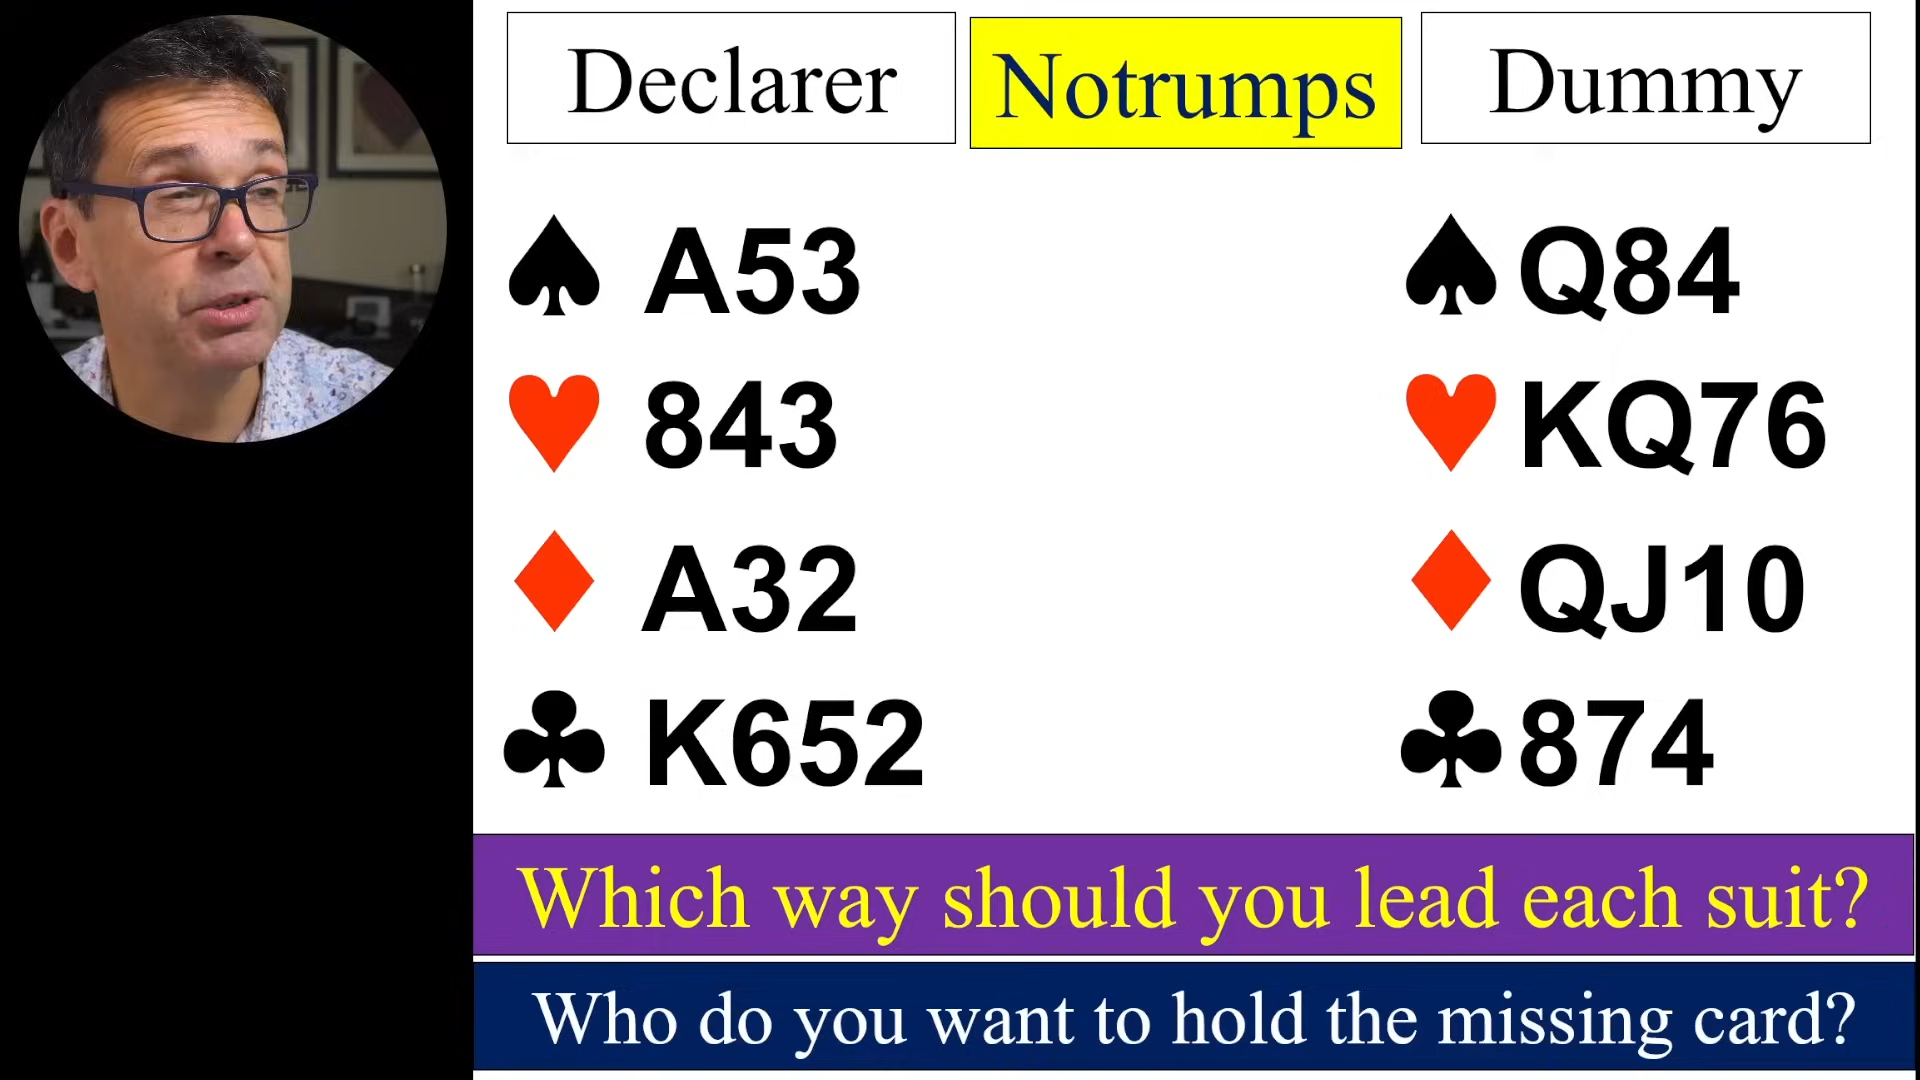 Declarer Notrumps Dummy
♠ A53 ♠ Q84
♥ 843 ♥ KQ76
♦ A32 ♦ QJ10
♣ K652 ♣ 874
Which way should you lead each suit?
Who do you want to hold the missing card?